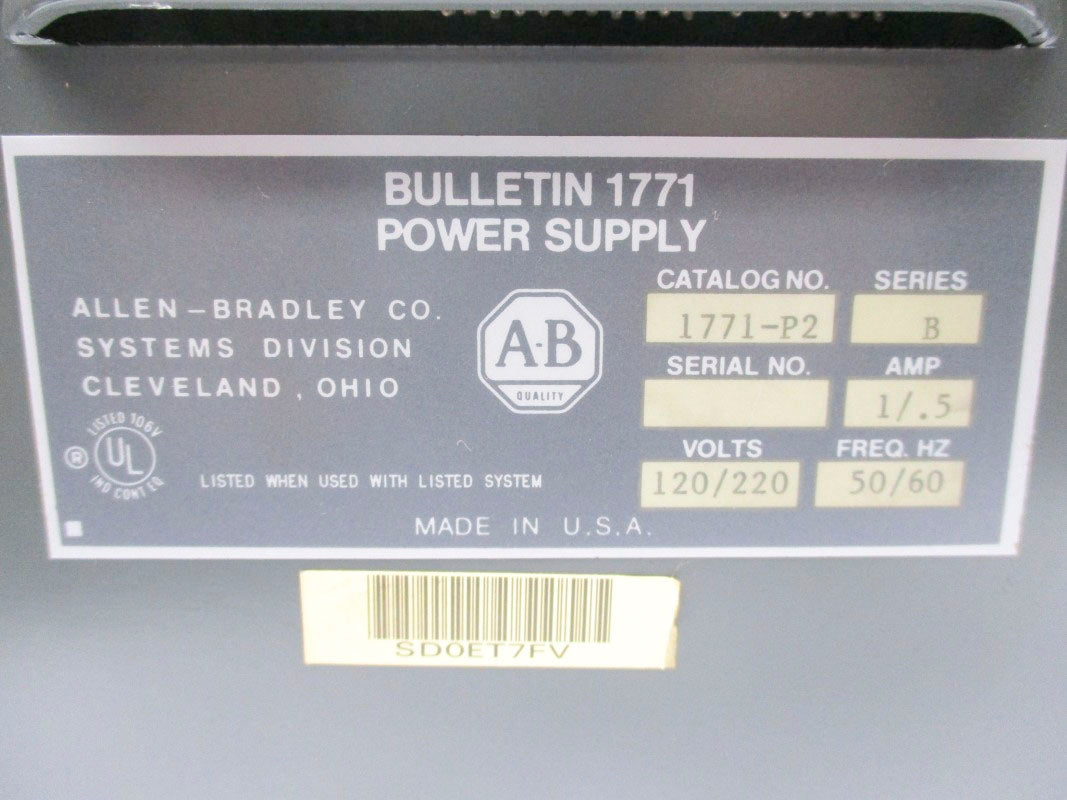 BULLETIN 1771
POWER SUPPLY
ALLEN-BRADLEY CO.
SYSTEMS DIVISION
CLEVELAND, OHIO
A·B
QUALITY
CATALOG NO. SERIES
1771-P2 B
SERIAL NO. AMP
1/.5
VOLTS FREQ. HZ
120/220 50/60
LISTED 106V
® UL
IND CONT EQ
LISTED WHEN USED WITH LISTED SYSTEM
MADE IN U.S.A.
SD0ET7FV